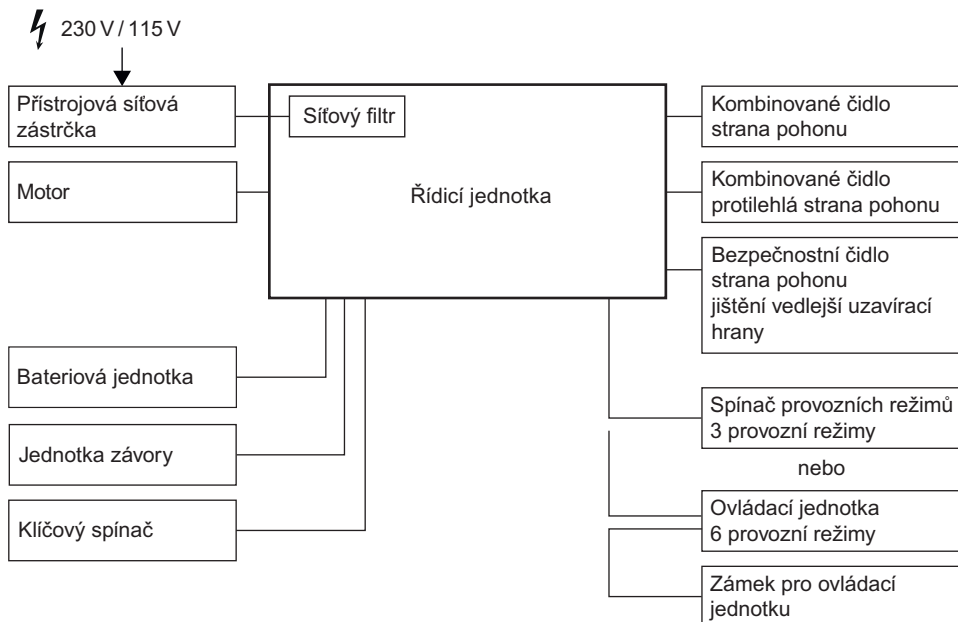 230 V / 115 V
Přístrojová síťová
zástrčka
Síťový filtr
Motor
Řídicí jednotka
Bateriová jednotka
Jednotka závory
Klíčový spínač
Kombinované čidlo
strana pohonu
Kombinované čidlo
protilehlá strana pohonu
Bezpečnostní čidlo
strana pohonu
jištění vedlejší uzavírací
hrany
Spínač provozních režimů
3 provozní režimy
nebo
Ovládací jednotka
6 provozní režimy
Zámek pro ovládací
jednotku